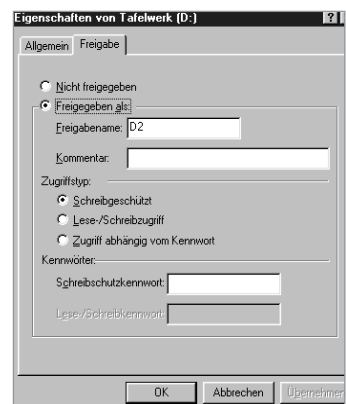 Eigenschaften von Tafelwerk (D:)
Allgemein Freigabe
Nicht freigegeben
Freigegeben als:
Freigabename: D2
Kommentar:
Zugriffstyp:
Schreibgeschützt
Lese-/Schreibzugriff
Zugriff abhängig vom Kennwort
Kennwörter:
Schreibschutzkennwort:
Lese-/Schreibkennwort:
OK Abbrechen Übernehmen